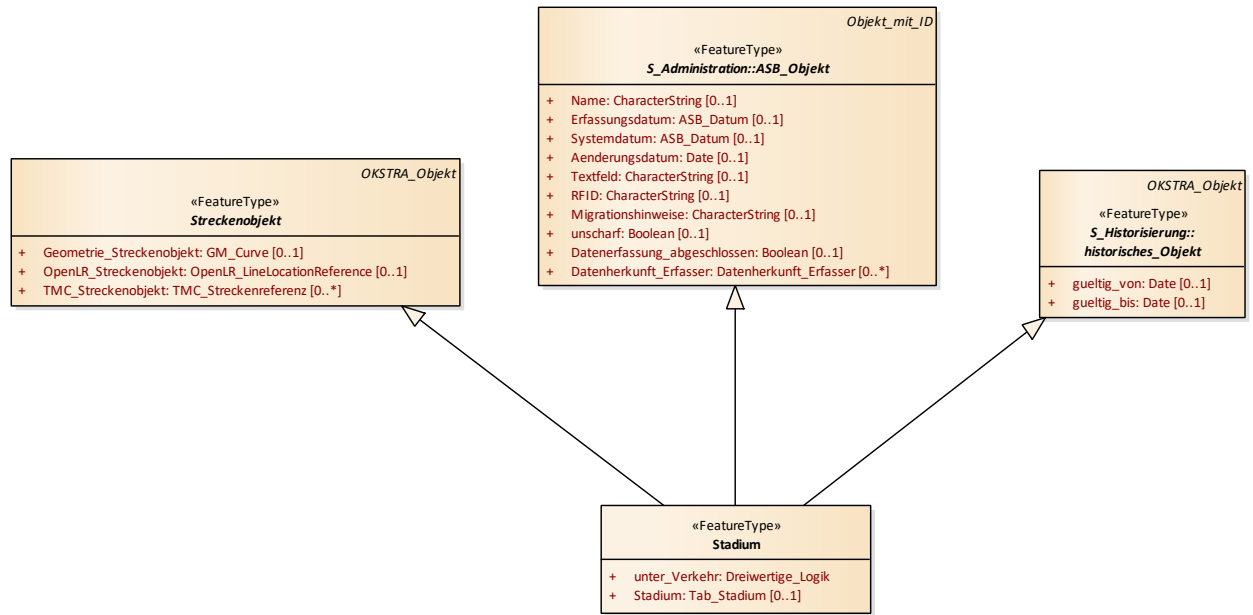 OKSTRA_Objekt
«FeatureType»
Streckenobjekt
+ Geometrie_Streckenobjekt: GM_Curve [0..1]
+ OpenLR_Streckenobjekt: OpenLR_LineLocationReference [0..1]
+ TMC_Streckenobjekt: TMC_Streckenreferenz [0..*]
Objekt_mit_ID
«FeatureType»
S_Administration::ASB_Objekt
+ Name: CharacterString [0..1]
+ Erfassungsdatum: ASB_Datum [0..1]
+ Systemdatum: ASB_Datum [0..1]
+ Aenderungsdatum: Date [0..1]
+ Textfeld: CharacterString [0..1]
+ RFID: CharacterString [0..1]
+ Migrationshinweise: CharacterString [0..1]
+ unscharf: Boolean [0..1]
+ Datenerfassung_abgeschlossen: Boolean [0..1]
+ Datenherkunft_Erfasser: Datenherkunft_Erfasser [0..*]
OKSTRA_Objekt
«FeatureType»
S_Historisierung::
historisches_Objekt
+ gueltig_von: Date [0..1]
+ gueltig_bis: Date [0..1]
«FeatureType»
Stadium
+ unter_Verkehr: Dreiwertige_Logik
+ Stadium: Tab_Stadium [0..1]